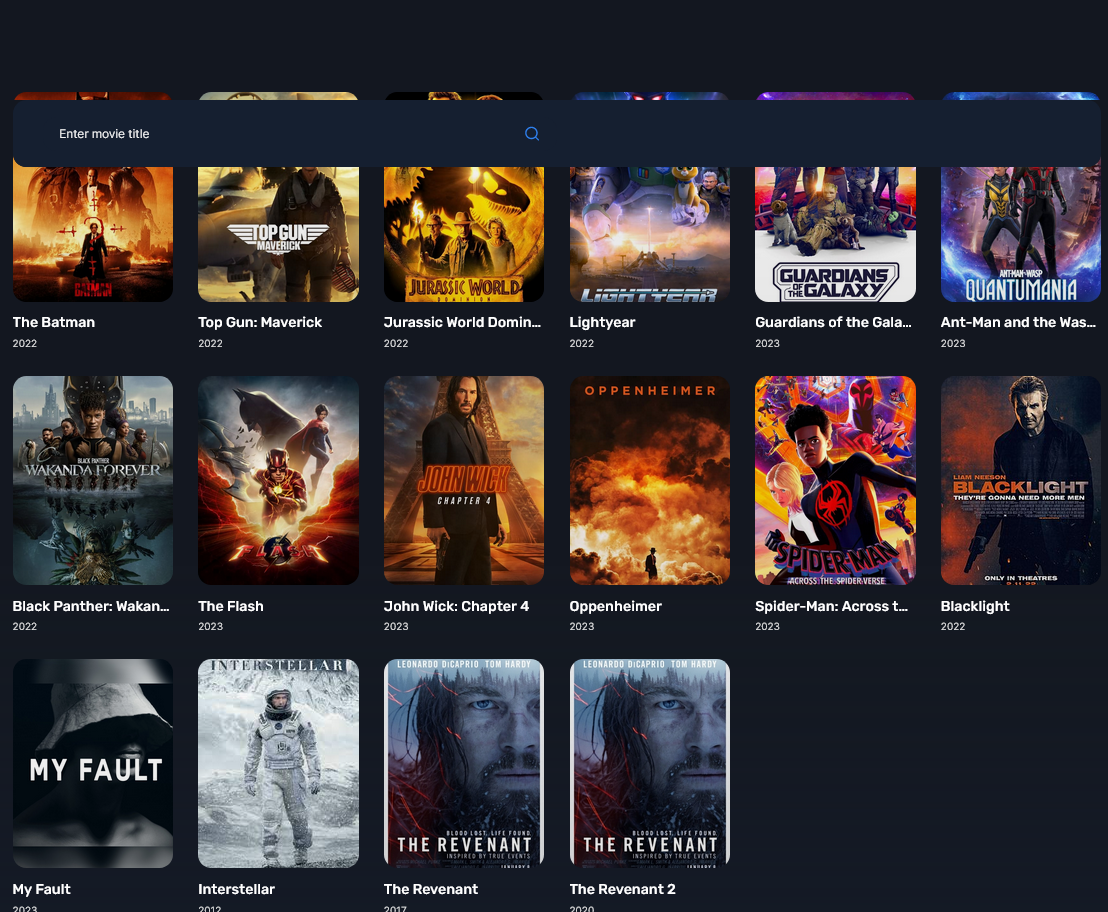 Enter movie title
THE BATMAN
TOP GUN
MAVERICK
JURASSIC WORLD
DOMINION
LIGHTYEAR
GUARDIANS
OF THE GALAXY
ANT-MAN AND THE WASP
QUANTUMANIA
The Batman Top Gun: Maverick Jurassic World Domin... Lightyear Guardians of the Gala... Ant-Man and the Was...
2022 2022 2022 2022 2023 2023
BLACK PANTHER
WAKANDA FOREVER
FLASH
JOHN WICK
CHAPTER 4
OPPENHEIMER
SPIDER-MAN
ACROSS THE SPIDER-VERSE
LIAM NEESON
BLACKLIGHT
THEY'RE GONNA NEED MORE MEN
ONLY IN THEATRES
2.11.22
Black Panther: Wakan... The Flash John Wick: Chapter 4 Oppenheimer Spider-Man: Across t... Blacklight
2022 2023 2023 2023 2023 2022
MY FAULT
INTERSTELLAR
LEONARDO DiCAPRIO TOM HARDY
BLOOD LOST. LIFE FOUND.
THE REVENANT
INSPIRED BY TRUE EVENTS
LEONARDO DiCAPRIO TOM HARDY
BLOOD LOST. LIFE FOUND.
THE REVENANT
INSPIRED BY TRUE EVENTS
My Fault Interstellar The Revenant The Revenant 2
2023 2012 2017 2020